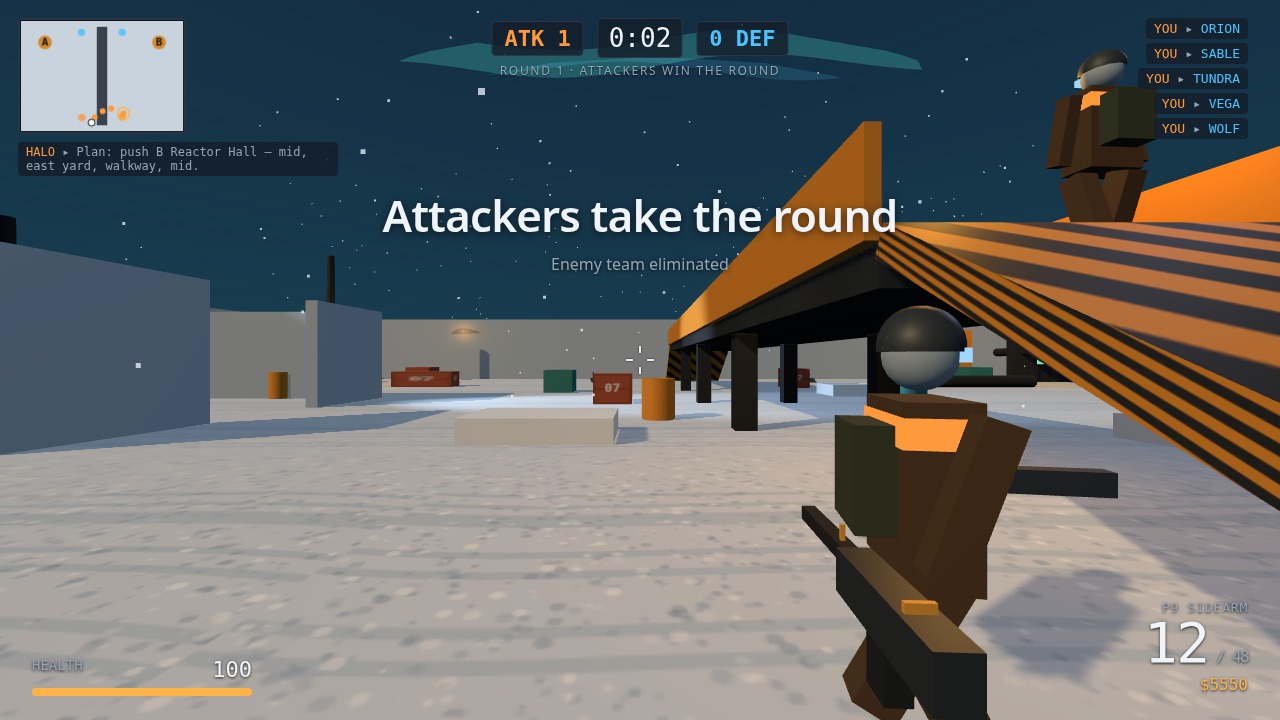 A
B
ATK 1
0:02
0 DEF
ROUND 1 · ATTACKERS WIN THE ROUND
YOU ▸ ORION
YOU ▸ SABLE
YOU ▸ TUNDRA
YOU ▸ VEGA
YOU ▸ WOLF
HALO ▸ Plan: push B Reactor Hall — mid,
east yard, walkway, mid.
Attackers take the round
Enemy team eliminated
07
HEALTH
100
P9 SIDEARM
12 / 48
$5550